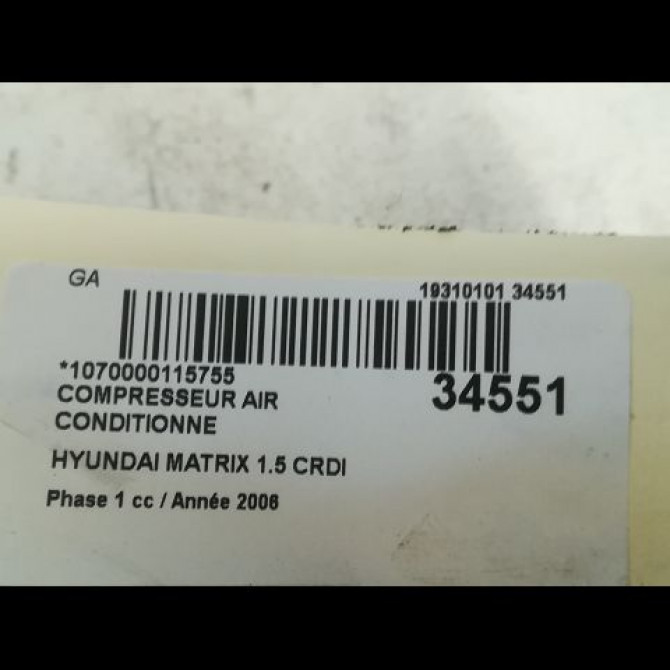 GA
19310101 34551
*1070000115755
34551
COMPRESSEUR AIR
CONDITIONNE
HYUNDAI MATRIX 1.5 CRDI
Phase 1 cc / Année 2006